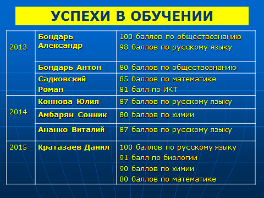 УСПЕХИ В ОБУЧЕНИИ
2013
Бондарь Александр
100 баллов по обществознанию
98 баллов по русскому языку
Бондарь Антон
80 баллов по обществознанию
Садковский Роман
85 баллов по математике
81 балл по ИКТ
2014
Коннова Юлия
87 баллов по русскому языку
Амбарян Сонник
80 баллов по химии
Ананко Виталий
87 баллов по русскому языку
2015
Кратазаев Данил
100 баллов по русскому языку
91 балл по биологии
баллов по химии
80 баллов по математике